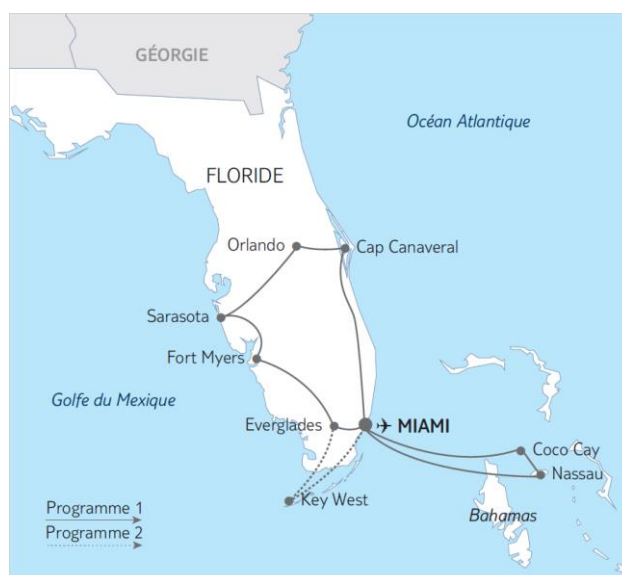 GÉORGIE
Océan Atlantique
FLORIDE
Orlando
Cap Canaveral
Sarasota
Fort Myers
Golfe du Mexique
Everglades
MIAMI
Coco Cay
Nassau
Key West
Bahamas
Programme 1
Programme 2